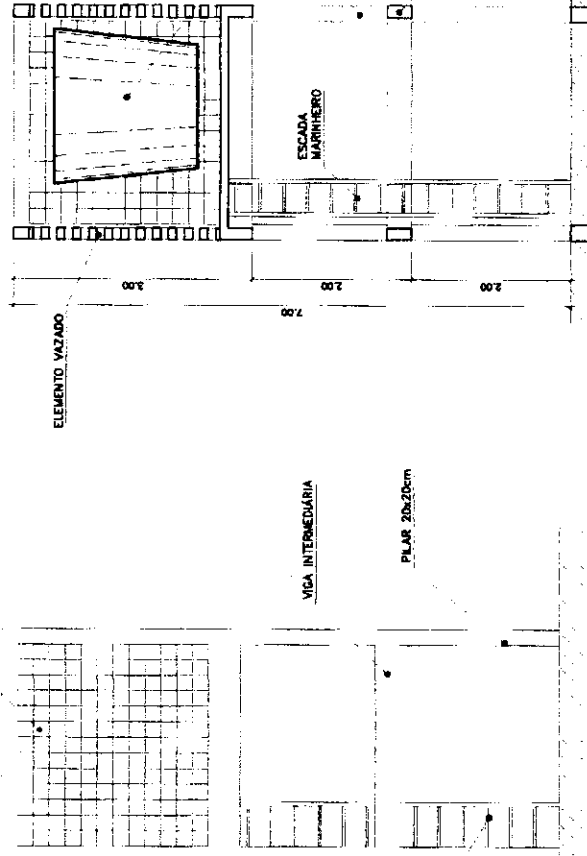 ESCADA
MARINHEIRO
ELEMENTO VAZADO
3.00
2.00
7.00
2.00
VIGA INTERMEDIÁRIA
PILAR 20x20cm